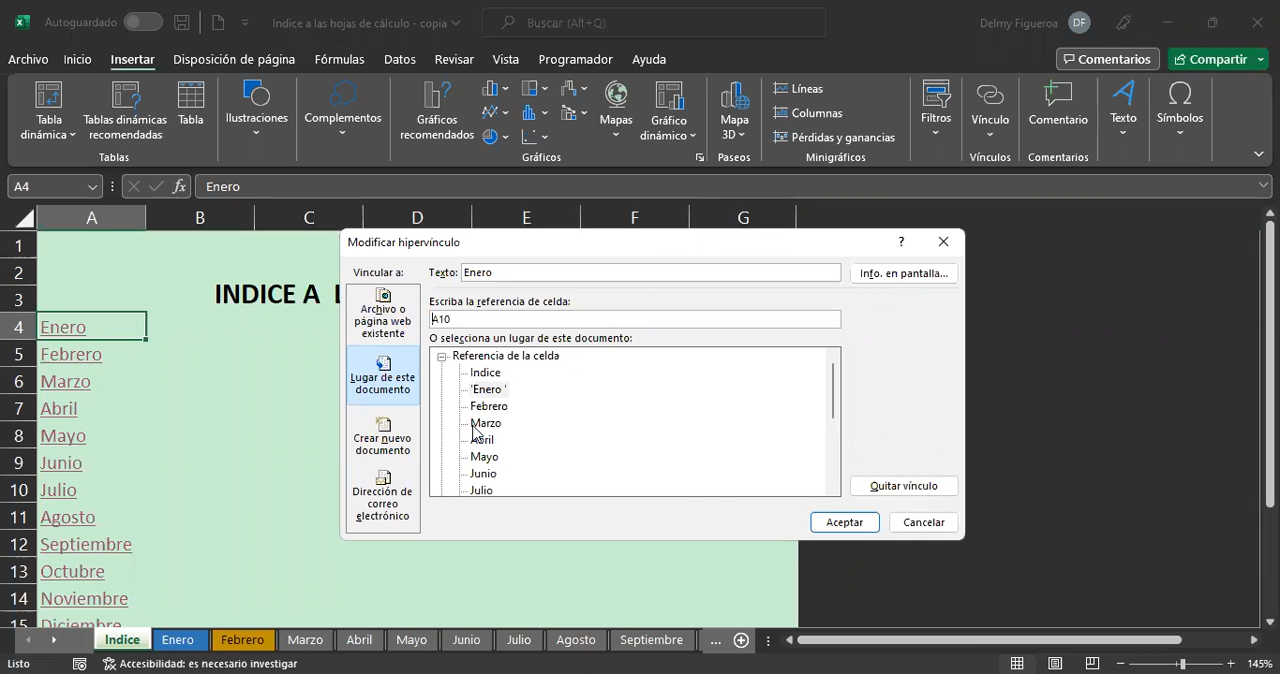 Autoguardado
Indice a las hojas de cálculo - copia
Buscar (Alt+Q)
Delmy Figueroa
DF
Archivo Inicio Insertar Disposición de página Fórmulas Datos Revisar Vista Programador Ayuda
Comentarios
Compartir
Tabla dinámica
Tablas dinámicas recomendadas
Tabla
Tablas
Ilustraciones
Complementos
Gráficos recomendados
Mapas
Gráfico dinámico
Gráficos
Mapa 3D
Paseos
Líneas
Columnas
Pérdidas y ganancias
Minigráficos
Filtros
Vínculo
Vínculos
Comentario
Comentarios
Texto
Símbolos
A4
fx
Enero
A B C D E F G
1
2
3 INDICE A L
4 Enero
5 Febrero
6 Marzo
7 Abril
8 Mayo
9 Junio
10 Julio
11 Agosto
12 Septiembre
13 Octubre
14 Noviembre
15 Diciembre
Modificar hipervínculo
?
Vincular a:
Texto: Enero
Info. en pantalla...
Archivo o página web existente
Lugar de este documento
Crear nuevo documento
Dirección de correo electrónico
Escriba la referencia de celda:
A10
O selecciona un lugar de este documento:
Referencia de la celda
Indice
'Enero '
Febrero
Marzo
Abril
Mayo
Junio
Julio
Quitar vínculo
Aceptar
Cancelar
Indice Enero Febrero Marzo Abril Mayo Junio Julio Agosto Septiembre ...
Listo
Accesibilidad: es necesario investigar
145%